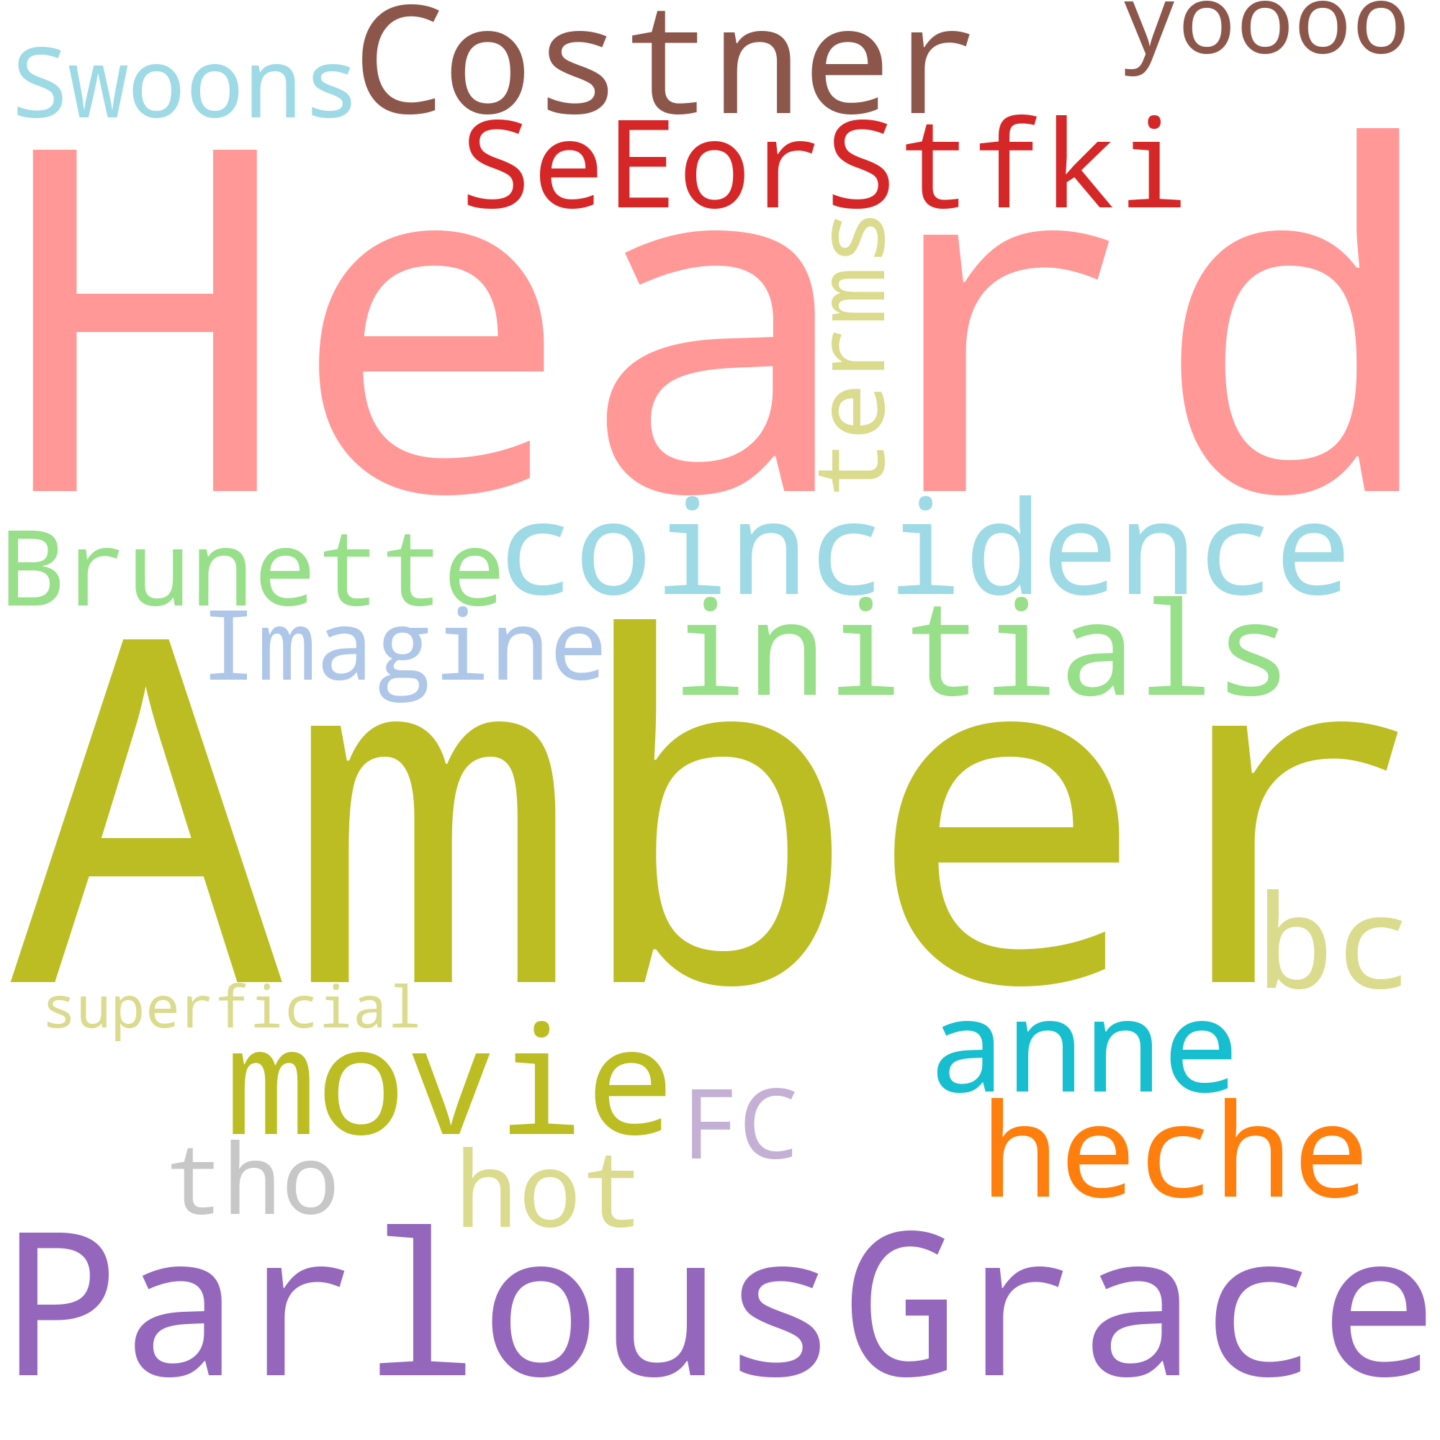 yoooo
Costner
Swoons
SeEorStfki
Heard
terms
coincidence
Brunette
initials
Imagine
Amber
bc
superficial
anne
movie
FC
heche
tho
hot
ParlousGrace